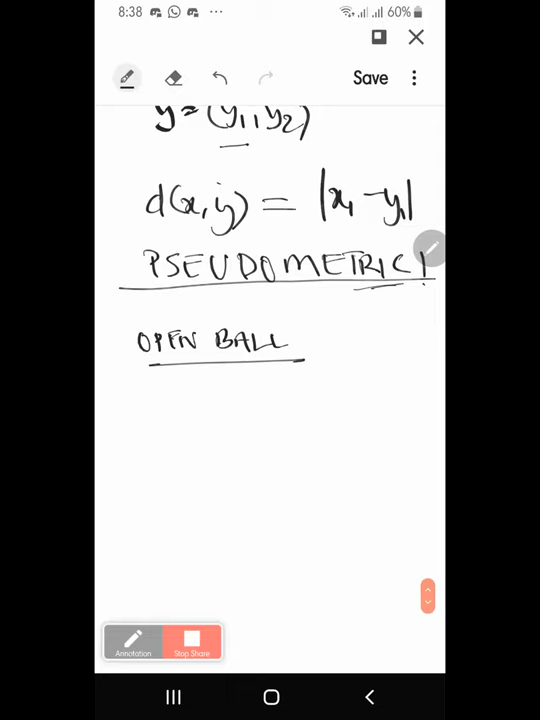 8:38 60%
Save
y = (y1, y2)
d(x, y) = |x1 - y1|
PSEUDOMETRIC!
OPEN BALL
Annotation Stop Share